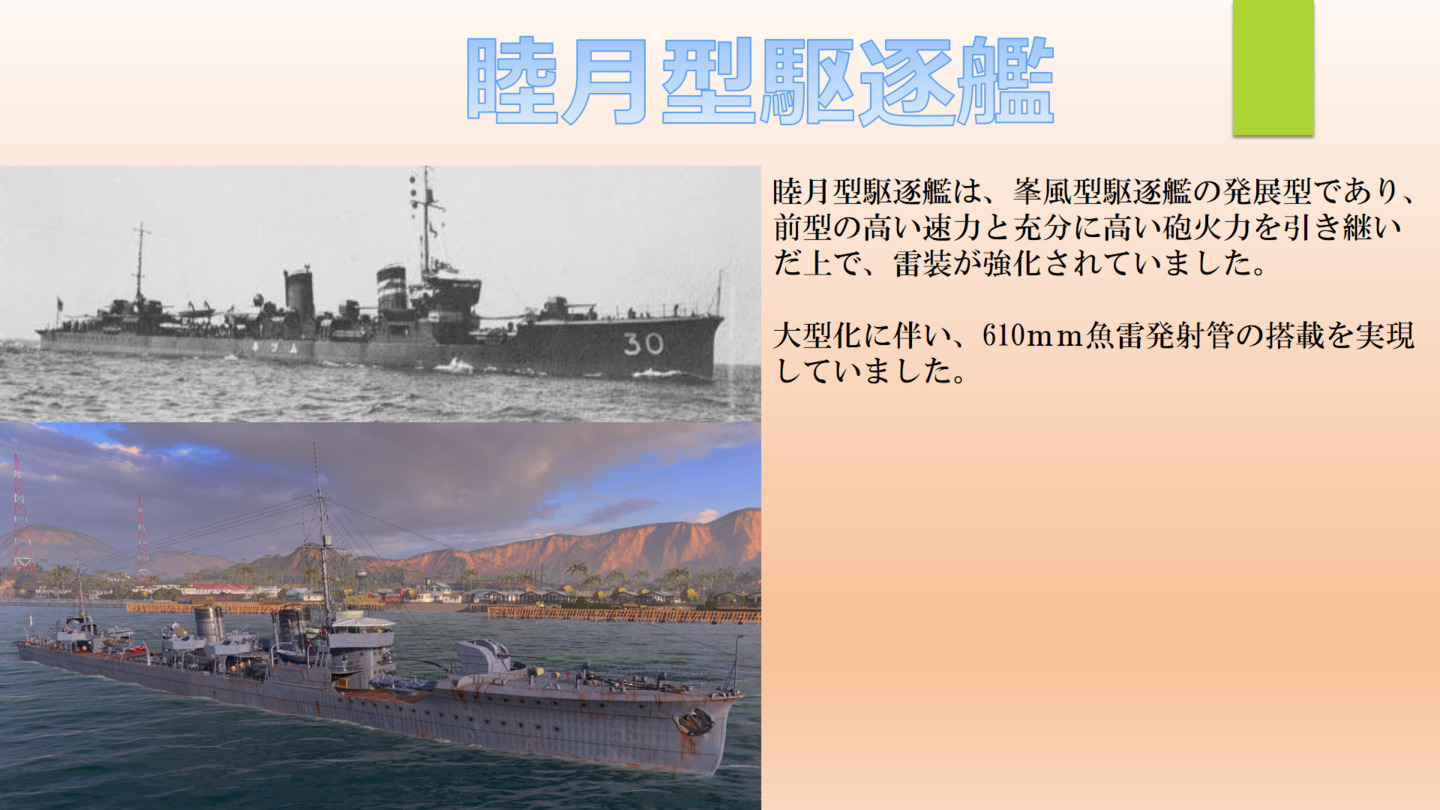 睦月型駆逐艦
睦月型駆逐艦は、峯風型駆逐艦の発展型であり、
前型の高い速力と充分に高い砲火力を引き継い
だ上で、雷装が強化されていました。
大型化に伴い、610ｍｍ魚雷発射管の搭載を実現
していました。
30
キツム